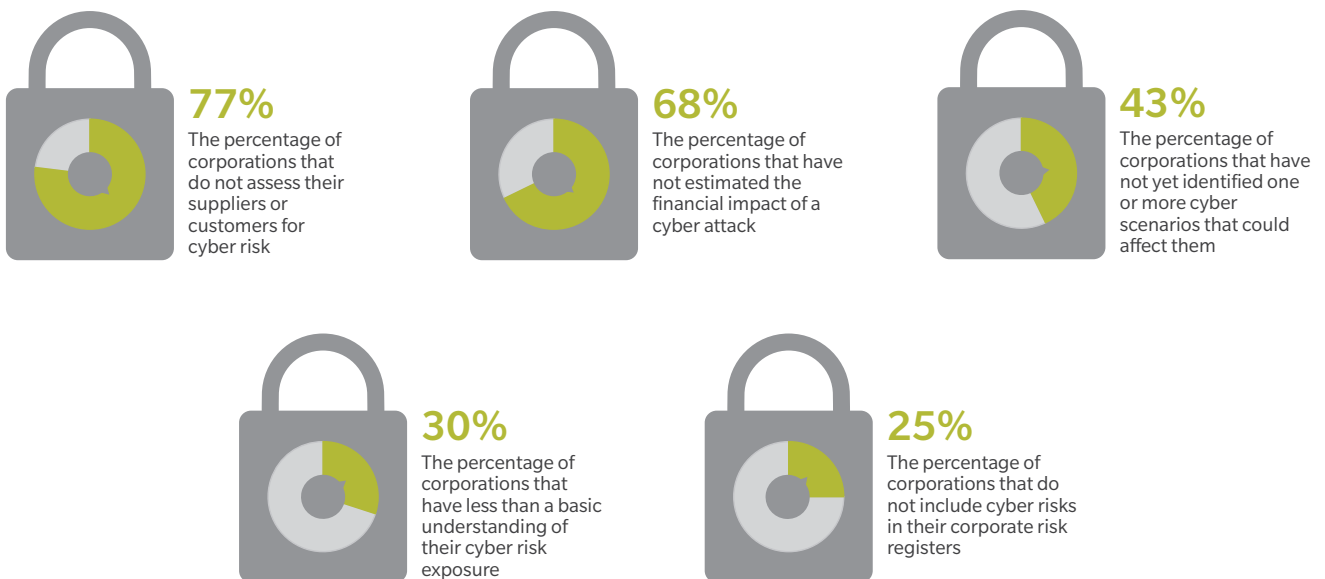 77%
The percentage of
corporations that
do not assess their
suppliers or
customers for
cyber risk
68%
The percentage of
corporations that have
not estimated the
financial impact of a
cyber attack
43%
The percentage of
corporations that have
not yet identified one
or more cyber
scenarios that could
affect them
30%
The percentage of
corporations that
have less than a basic
understanding of
their cyber risk
exposure
25%
The percentage of
corporations that do
not include cyber risks
in their corporate risk
registers